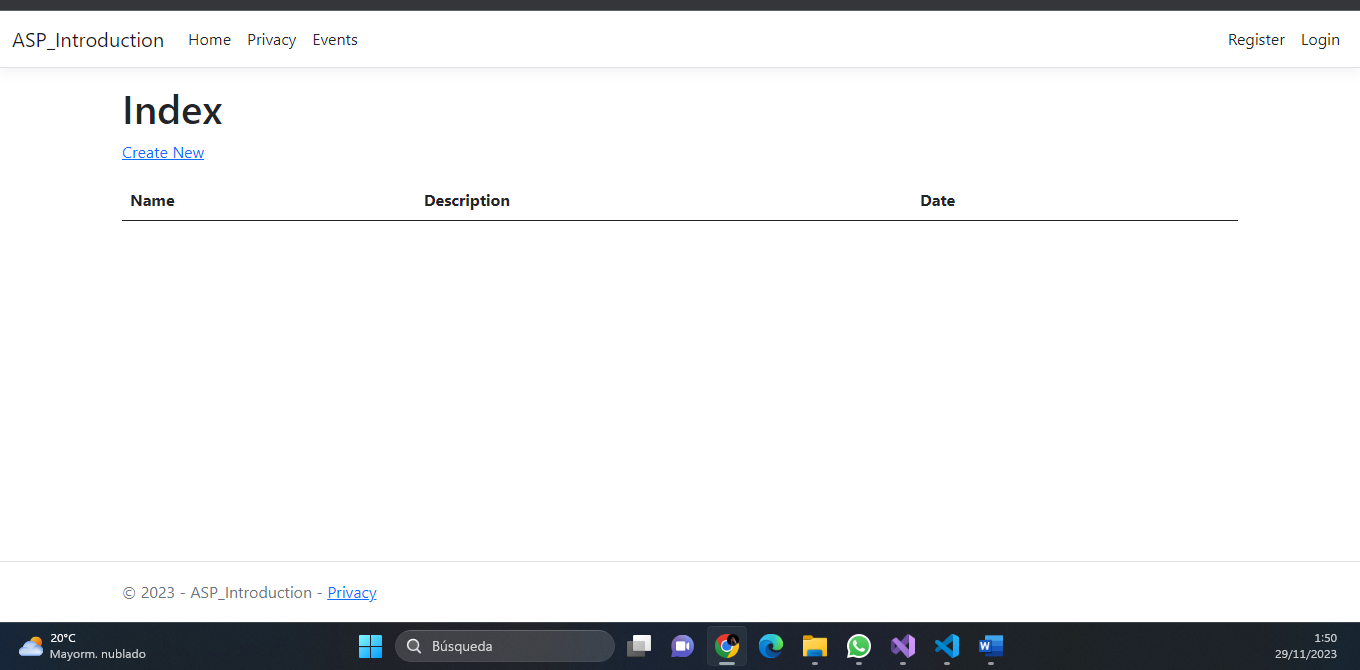 ASP_Introduction Home Privacy Events Register Login
Index
Create New
Name Description Date
© 2023 - ASP_Introduction - Privacy
20°C
Mayorm. nublado
Búsqueda
1:50
29/11/2023